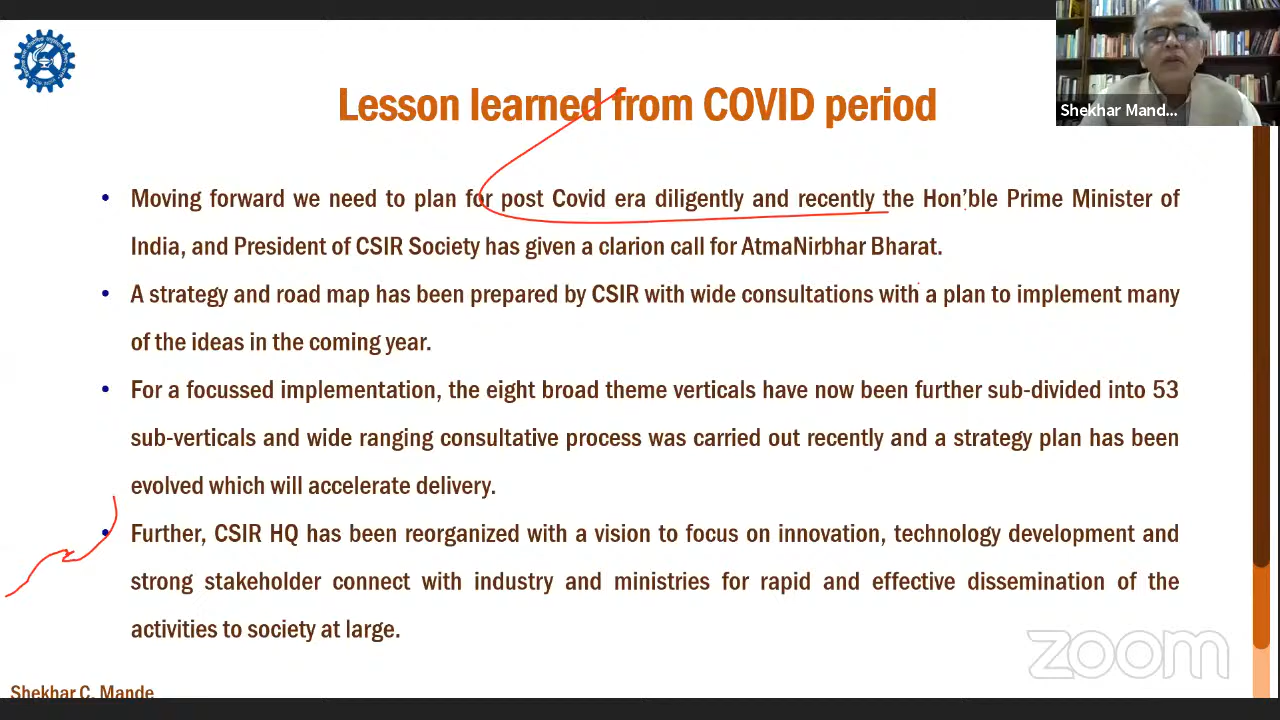 Shekhar Mand...
Lesson learned from COVID period
• Moving forward we need to plan for post Covid era diligently and recently the Hon'ble Prime Minister of
India, and President of CSIR Society has given a clarion call for AtmaNirbhar Bharat.
• A strategy and road map has been prepared by CSIR with wide consultations with a plan to implement many
of the ideas in the coming year.
• For a focussed implementation, the eight broad theme verticals have now been further sub-divided into 53
sub-verticals and wide ranging consultative process was carried out recently and a strategy plan has been
evolved which will accelerate delivery.
• Further, CSIR HQ has been reorganized with a vision to focus on innovation, technology development and
strong stakeholder connect with industry and ministries for rapid and effective dissemination of the
activities to society at large.
zoom
Shekhar C. Mande